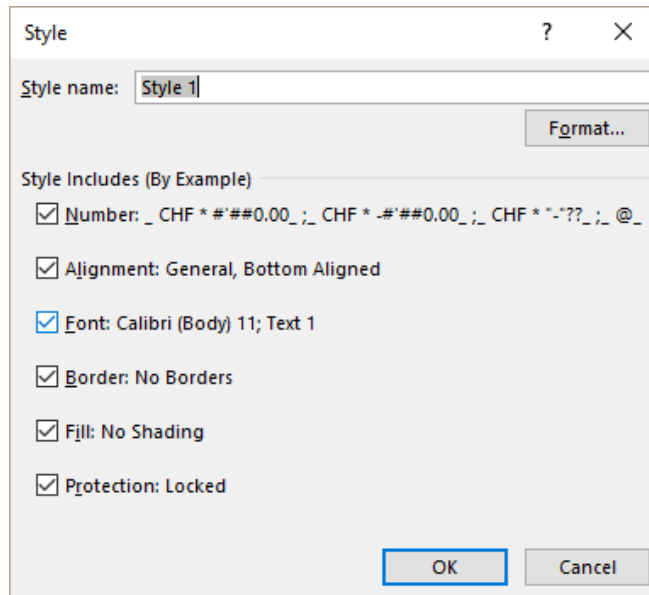 Style ?
Style name: Style 1
Format...
Style Includes (By Example)
Number: _ CHF * #'##0.00_ ;_ CHF * -#'##0.00_ ;_ CHF * "-"??_ ;_ @_
Alignment: General, Bottom Aligned
Font: Calibri (Body) 11; Text 1
Border: No Borders
Fill: No Shading
Protection: Locked
OK Cancel